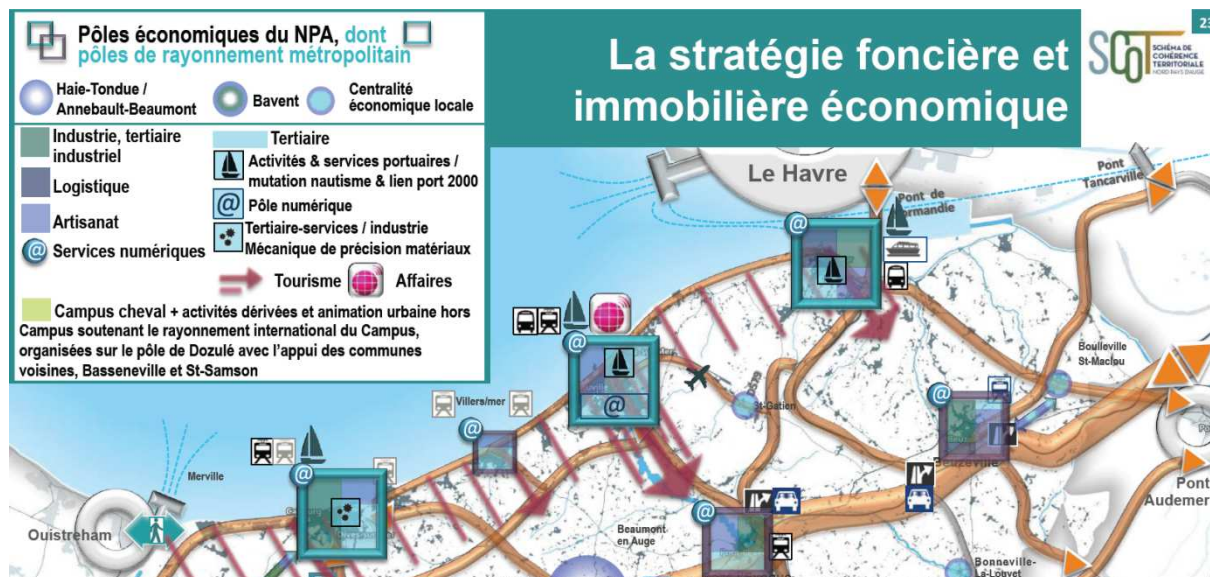 Pôles économiques du NPA, dont
pôles de rayonnement métropolitain
Haie-Tondue /
Annebault-Beaumont
Bavent
Centralité
économique locale
Industrie, tertiaire
industriel
Logistique
Artisanat
@ Services numériques
Tertiaire
Activités & services portuaires /
mutation nautisme & lien port 2000
@ Pôle numérique
Tertiaire-services / industrie
Mécanique de précision matériaux
Tourisme
Affaires
Campus cheval + activités dérivées et animation urbaine hors
Campus soutenant le rayonnement international du Campus,
organisées sur le pôle de Dozulé avec l'appui des communes
voisines, Basseneville et St-Samson
La stratégie foncière et
immobilière économique
23
SCOT
SCHÉMA DE
COHÉRENCE
TERRITORIALE
NORD PAYS D'AUGE
Le Havre
Pont
Tancarville
Pont de
@
@
@
Boulleville
St-Maclou
St-Gatien
@
Villers/mer
@
@
Beuzeville
Pont
Audemer
Merville
@
@
Ouistreham
Beaumont
en Auge
Bonneville-
La-Louvet